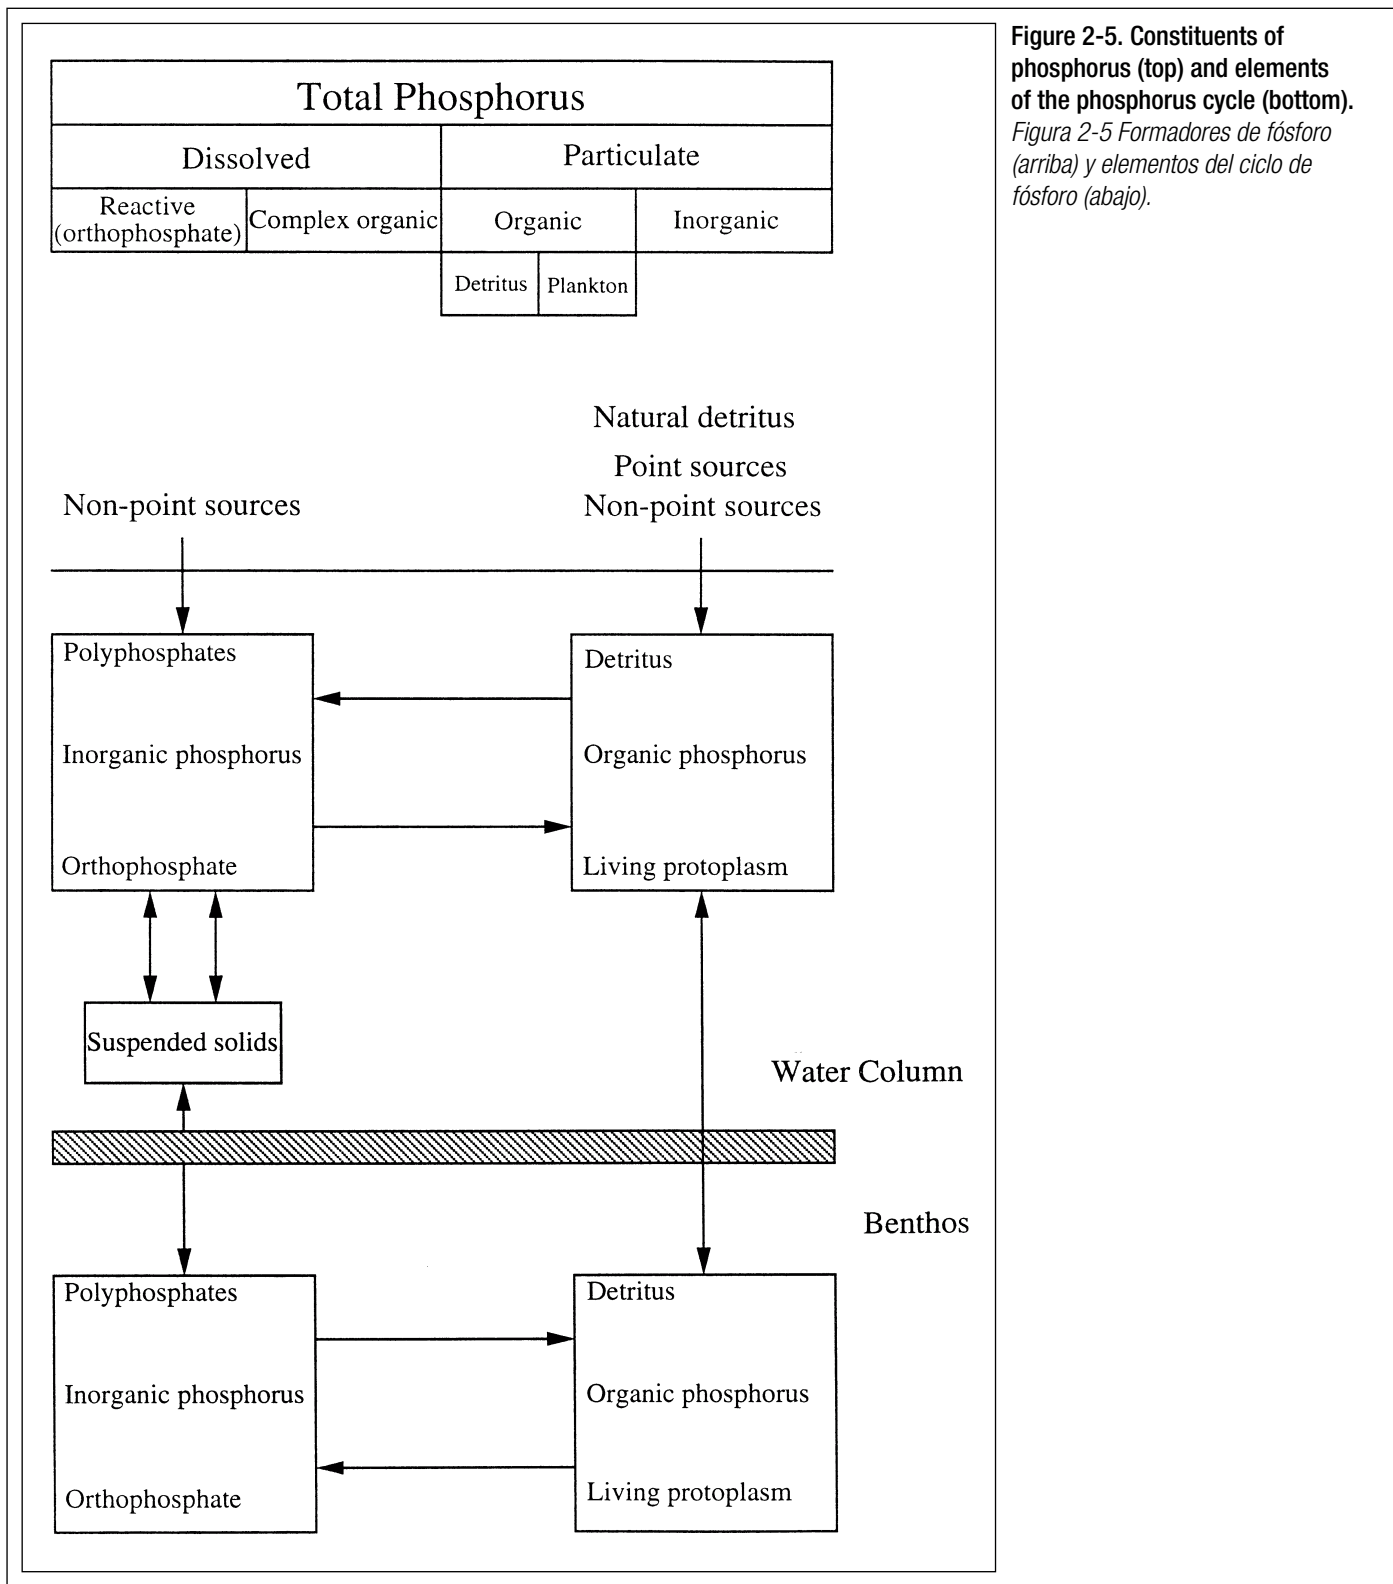 Total Phosphorus
Dissolved
Particulate
Reactive
(orthophosphate)
Complex organic
Organic
Inorganic
Detritus
Plankton
Natural detritus
Point sources
Non-point sources
Non-point sources
Polyphosphates
Inorganic phosphorus
Orthophosphate
Detritus
Organic phosphorus
Living protoplasm
Suspended solids
Water Column
Benthos
Polyphosphates
Inorganic phosphorus
Orthophosphate
Detritus
Organic phosphorus
Living protoplasm
Figure 2-5. Constituents of
phosphorus (top) and elements
of the phosphorus cycle (bottom).
Figura 2-5 Formadores de fósforo
(arriba) y elementos del ciclo de
fósforo (abajo).